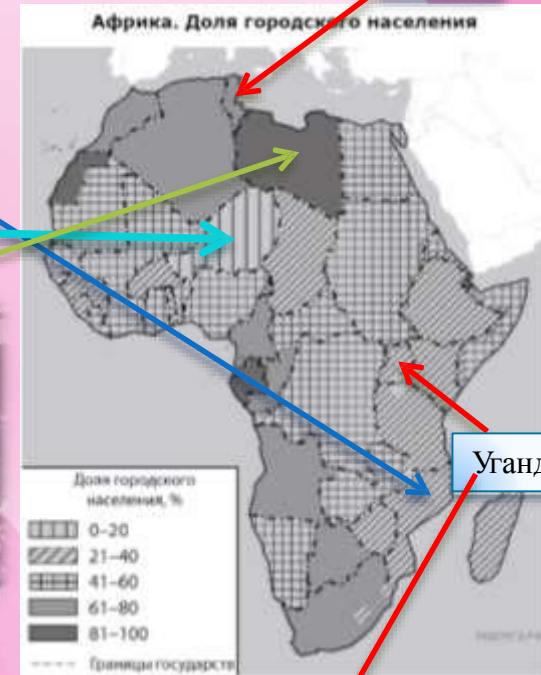 Африка. Доля городского населения
Уганд
Доля городского
населения, %
0–20
21–40
41–60
61–80
81–100
Границы государств